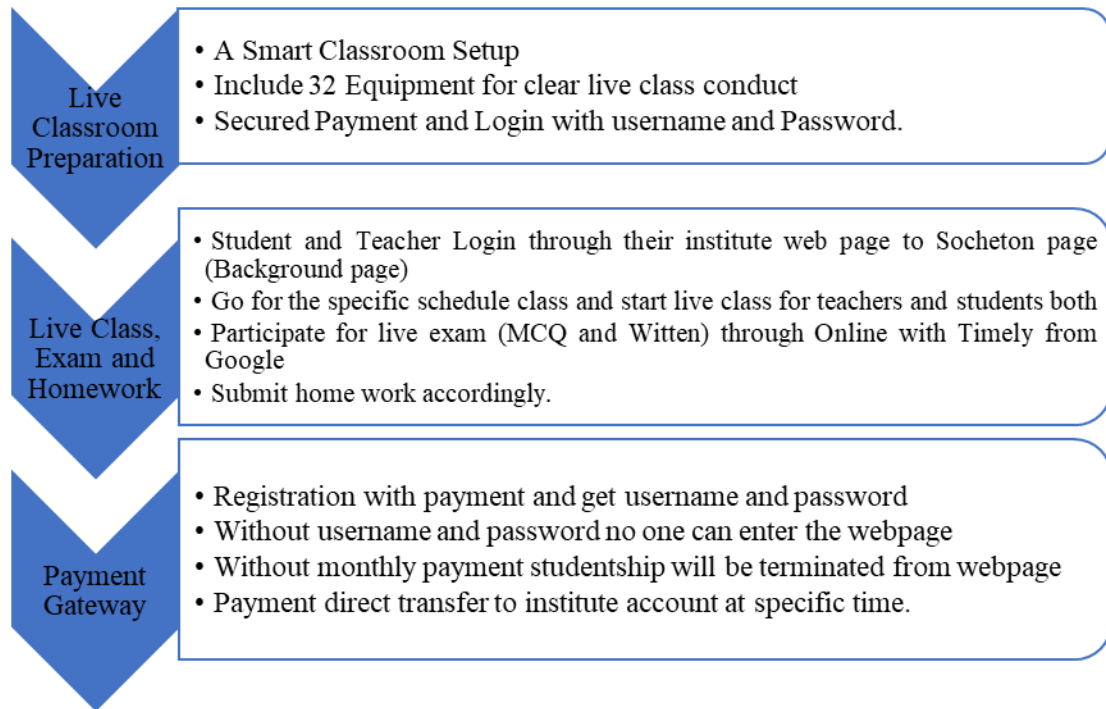 Live
Classroom
Preparation
• A Smart Classroom Setup
• Include 32 Equipment for clear live class conduct
• Secured Payment and Login with username and Password.
Live Class,
Exam and
Homework
• Student and Teacher Login through their institute web page to Socheton page
(Background page)
• Go for the specific schedule class and start live class for teachers and students both
• Participate for live exam (MCQ and Witten) through Online with Timely from
Google
• Submit home work accordingly.
Payment
Gateway
• Registration with payment and get username and password
• Without username and password no one can enter the webpage
• Without monthly payment studentship will be terminated from webpage
• Payment direct transfer to institute account at specific time.